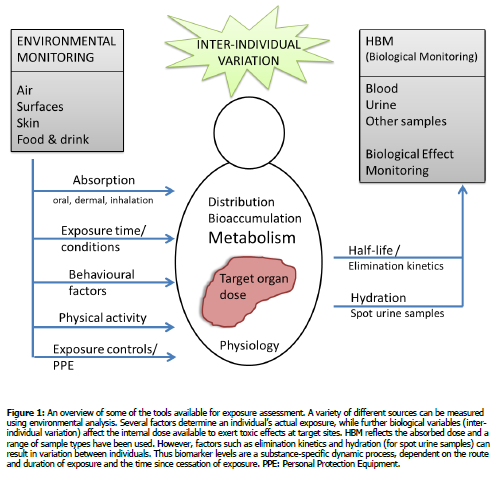 ENVIRONMENTAL
MONITORING
Air
Surfaces
Skin
Food & drink
INTER-INDIVIDUAL
VARIATION
HBM
(Biological Monitoring)
Blood
Urine
Other samples
Biological Effect
Monitoring
Absorption
oral, dermal, inhalation
Exposure time/
conditions
Behavioural
factors
Physical activity
Exposure controls/
PPE
Distribution
Bioaccumulation
Metabolism
Target organ
dose
Physiology
Half-life/
Elimination kinetics
Hydration
Spot urine samples
Figure 1: An overview of some of the tools available for exposure assessment. A variety of different sources can be measured
using environmental analysis. Several factors determine an individual's actual exposure, while further biological variables (inter-
individual variation) affect the internal dose available to exert toxic effects at target sites. HBM reflects the absorbed dose and a
range of sample types have been used. However, factors such as elimination kinetics and hydration (for spot urine samples) can
result in variation between individuals. Thus biomarker levels are a substance-specific dynamic process, dependent on the route
and duration of exposure and the time since cessation of exposure. PPE: Personal Protection Equipment.